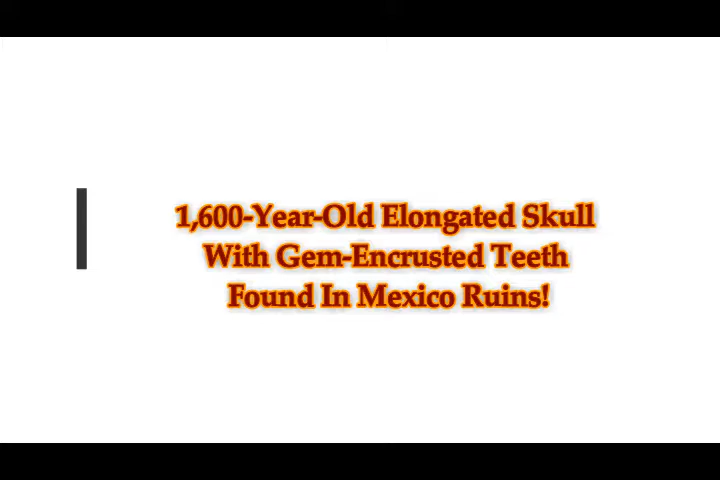 1,600-Year-Old Elongated Skull
With Gem-Encrusted Teeth
Found In Mexico Ruins!